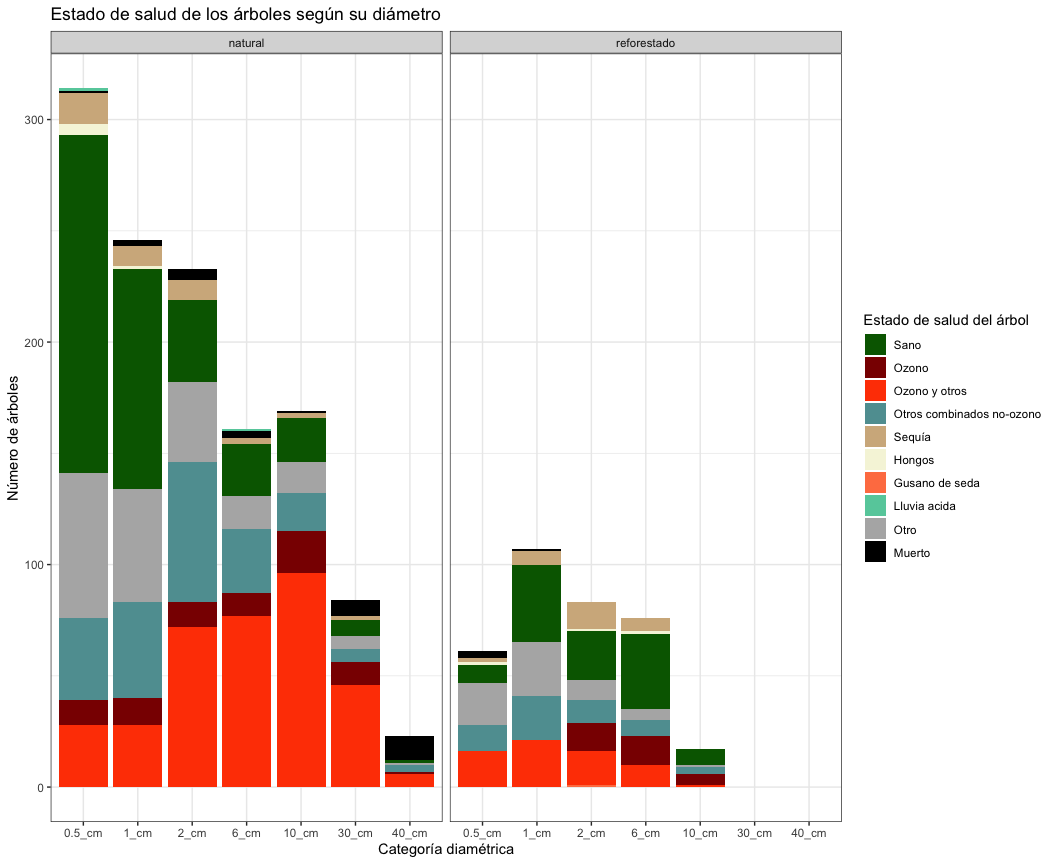 Estado de salud de los árboles según su diámetro
natural
reforestado
Número de árboles
300
200
100
0
0.5_cm 1_cm 2_cm 6_cm 10_cm 30_cm 40_cm
0.5_cm 1_cm 2_cm 6_cm 10_cm 30_cm 40_cm
Categoría diamétrica
Estado de salud del árbol
Sano
Ozono
Ozono y otros
Otros combinados no-ozono
Sequía
Hongos
Gusano de seda
Lluvia acida
Otro
Muerto